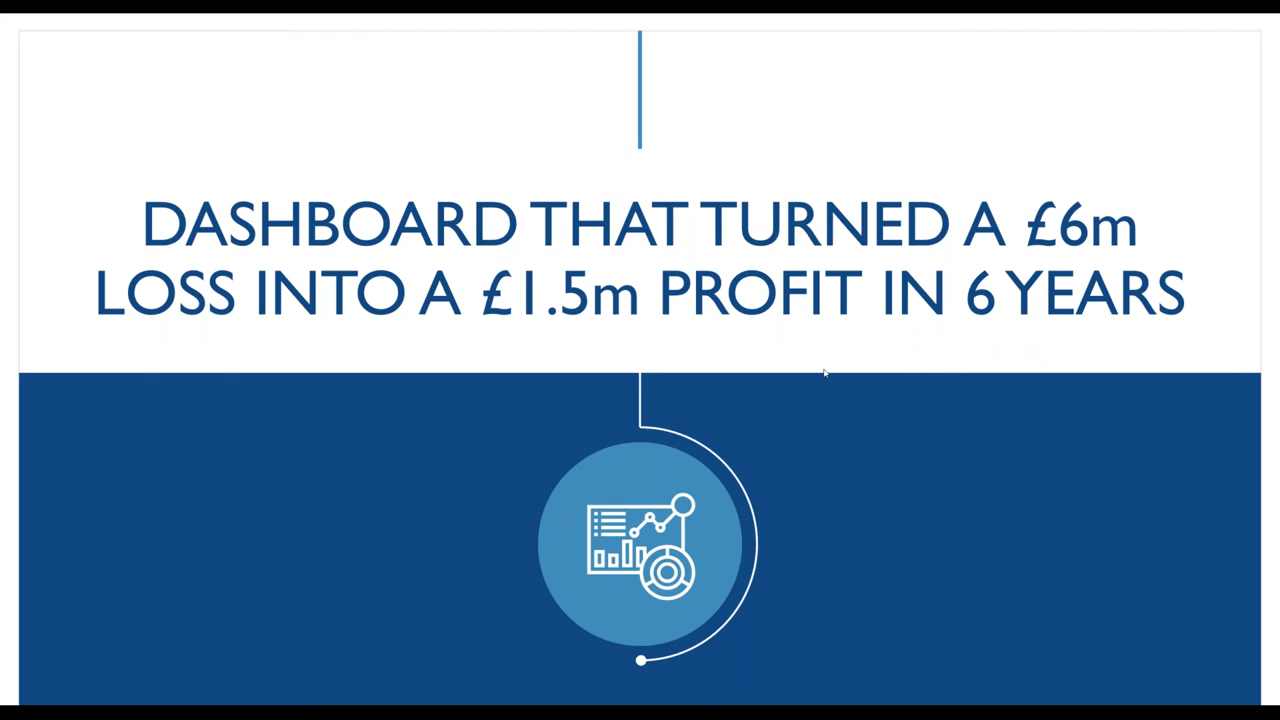 DASHBOARD THAT TURNED A £6m
LOSS INTO A £1.5m PROFIT IN 6 YEARS